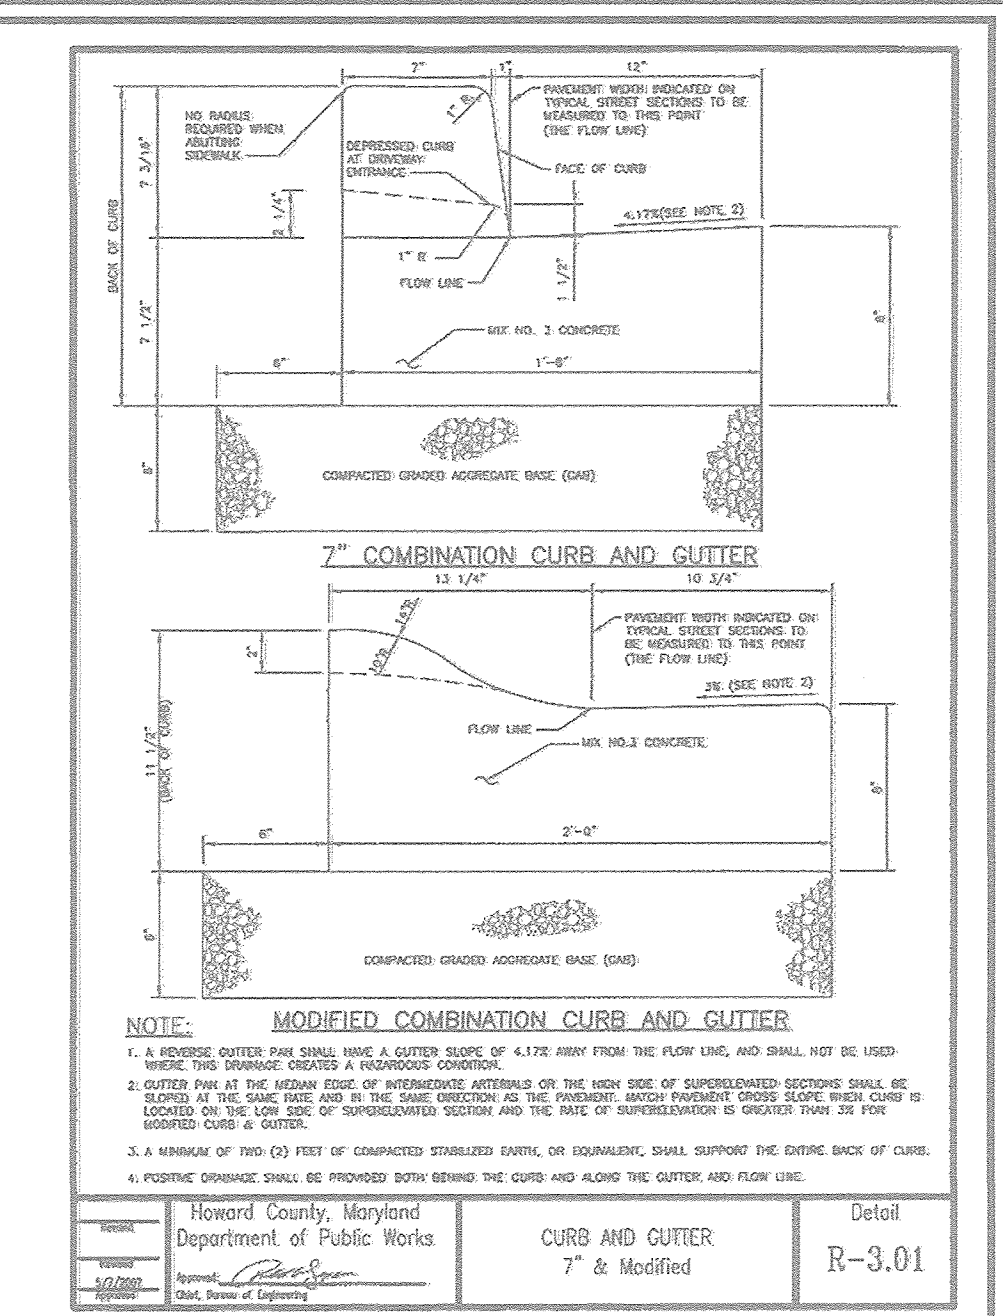 7" 1" 12"
NO RADIUS
REQUIRED WHEN
ABUTTING
SIDEWALK
PAVEMENT WIDTH INDICATED ON
TYPICAL STREET SECTIONS TO BE
MEASURED TO THIS POINT
(THE FLOW LINE)
1" R
DEPRESSED CURB
AT DRIVEWAY
ENTRANCE
FACE OF CURB
7 3/16"
2 1/4"
BACK OF CURB
4.17%(SEE NOTE 2)
1" R
FLOW LINE
1 1/2"
7 1/2"
8"
MIX NO. 3 CONCRETE
6" 1'-8"
6"
COMPACTED GRADED AGGREGATE BASE (GAB)
7" COMBINATION CURB AND GUTTER
13 1/4" 10 3/4"
16"R
10"R
2"
PAVEMENT WIDTH INDICATED ON
TYPICAL STREET SECTIONS TO
BE MEASURED TO THIS POINT
(THE FLOW LINE)
3% (SEE NOTE 2)
FLOW LINE
MIX NO.3 CONCRETE
11 1/2"
(BACK OF CURB)
8"
6" 2'-0"
6"
COMPACTED GRADED AGGREGATE BASE (GAB)
MODIFIED COMBINATION CURB AND GUTTER
NOTE:
1. A REVERSE GUTTER PAN SHALL HAVE A GUTTER SLOPE OF 4.17% AWAY FROM THE FLOW LINE, AND SHALL NOT BE USED
WHERE THIS DRAINAGE CREATES A HAZARDOUS CONDITION.
2. GUTTER PAN AT THE MEDIAN EDGE OF INTERMEDIATE ARTERIALS OR THE HIGH SIDE OF SUPERELEVATED SECTIONS SHALL BE
SLOPED AT THE SAME RATE AND IN THE SAME DIRECTION AS THE PAVEMENT. MATCH PAVEMENT CROSS SLOPE WHEN CURB IS
LOCATED ON THE LOW SIDE OF SUPERELEVATED SECTION AND THE RATE OF SUPERELEVATION IS GREATER THAN 3% FOR
MODIFIED CURB & GUTTER.
3. A MINIMUM OF TWO (2) FEET OF COMPACTED STABILIZED EARTH, OR EQUIVALENT, SHALL SUPPORT THE ENTIRE BACK OF CURB.
4. POSITIVE DRAINAGE SHALL BE PROVIDED BOTH BEHIND THE CURB AND ALONG THE GUTTER AND FLOW LINE.
Revised
Revised
5/2/2007
Approved
Howard County, Maryland
Department of Public Works
Approved:
Chief, Bureau of Engineering
CURB AND GUTTER
7" & Modified
Detail
R-3.01